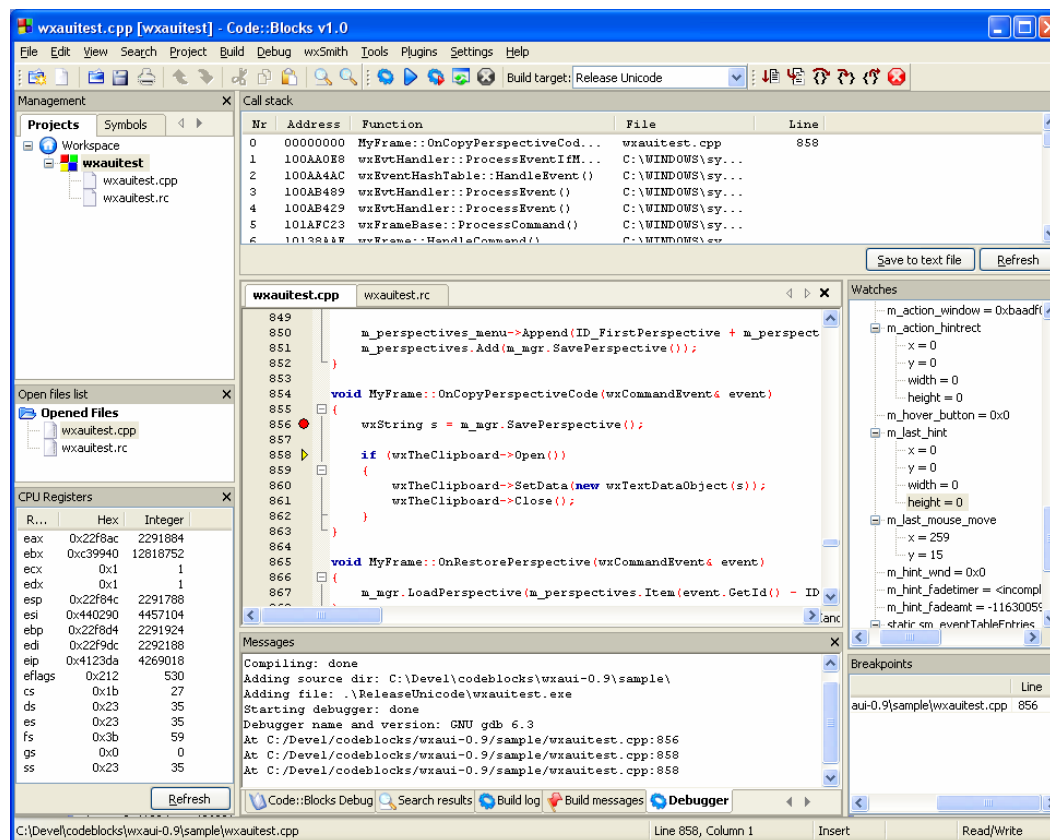 wxauitest.cpp [wxauitest] - Code::Blocks v1.0
File Edit View Search Project Build Debug wxSmith Tools Plugins Settings Help
Build target: Release Unicode
Management
Projects Symbols
Workspace
wxauitest
wxauitest.cpp
wxauitest.rc
Call stack
Nr Address Function File Line
0 00000000 MyFrame::OnCopyPerspectiveCod... wxauitest.cpp 858
1 100AA0E8 wxEvtHandler::ProcessEventIfM... C:\WINDOWS\sy...
2 100AA4AC wxEventHashTable::HandleEvent() C:\WINDOWS\sy...
3 100AB489 wxEvtHandler::ProcessEvent() C:\WINDOWS\sy...
4 100AB429 wxEvtHandler::ProcessEvent() C:\WINDOWS\sy...
5 101AFC23 wxFrameBase::ProcessCommand() C:\WINDOWS\sy...
6 10138AAF wxFrame::HandleCommand() C:\WINDOWS\sy...
Save to text file Refresh
Open files list
Opened Files
wxauitest.cpp
wxauitest.rc
CPU Registers
R... Hex Integer
eax 0x22f8ac 2291884
ebx 0xc39940 12818752
ecx 0x1 1
edx 0x1 1
esp 0x22f84c 2291788
esi 0x440290 4457104
ebp 0x22f8d4 2291924
edi 0x22f9dc 2292188
eip 0x4123da 4269018
eflags 0x212 530
cs 0x1b 27
ds 0x23 35
es 0x23 35
fs 0x3b 59
gs 0x0 0
ss 0x23 35
Refresh
wxauitest.cpp wxauitest.rc
849
850 m_perspectives_menu->Append(ID_FirstPerspective + m_perspect
851 m_perspectives.Add(m_mgr.SavePerspective());
852 }
853
854 void MyFrame::OnCopyPerspectiveCode(wxCommandEvent& event)
855 {
856 wxString s = m_mgr.SavePerspective();
857
858 if (wxTheClipboard->Open())
859 {
860 wxTheClipboard->SetData(new wxTextDataObject(s));
861 wxTheClipboard->Close();
862 }
863 }
864
865 void MyFrame::OnRestorePerspective(wxCommandEvent& event)
866 {
867 m_mgr.LoadPerspective(m_perspectives.Item(event.GetId() - ID
868 }
Watches
m_action_window = 0xbaadf0
m_action_hintrect
x = 0
y = 0
width = 0
height = 0
m_hover_button = 0x0
m_last_hint
x = 0
y = 0
width = 0
height = 0
m_last_mouse_move
x = 259
y = 15
m_hint_wnd = 0x0
m_hint_fadetimer = <incompl
m_hint_fadeamt = -11630059
static sm_eventTableEntries
Messages
Compiling: done
Adding source dir: C:\Devel\codeblocks\wxaui-0.9\sample\
Adding file: .\ReleaseUnicode\wxauitest.exe
Starting debugger: done
Debugger name and version: GNU gdb 6.3
At C:/Devel/codeblocks/wxaui-0.9/sample/wxauitest.cpp:856
At C:/Devel/codeblocks/wxaui-0.9/sample/wxauitest.cpp:858
At C:/Devel/codeblocks/wxaui-0.9/sample/wxauitest.cpp:858
Code::Blocks Debug Search results Build log Build messages Debugger
Breakpoints
Line
aui-0.9\sample\wxauitest.cpp 856
C:\Devel\codeblocks\wxaui-0.9\sample\wxauitest.cpp Line 858, Column 1 Insert Read/Write